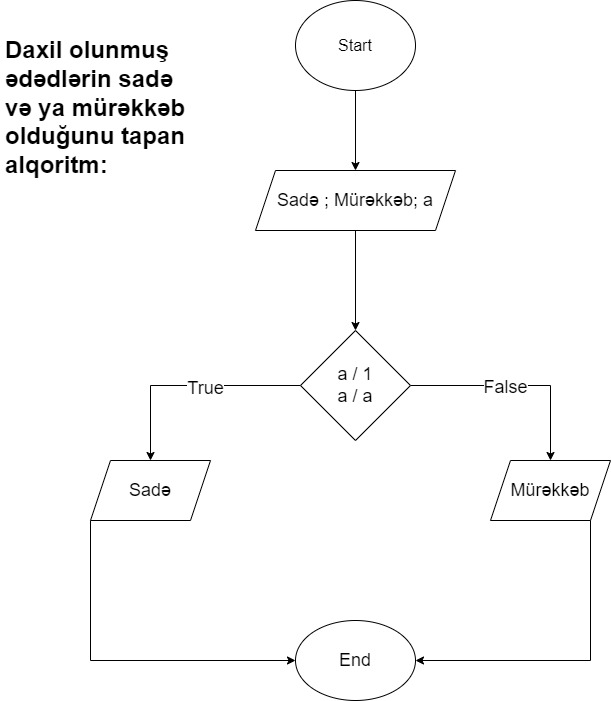 Daxil olunmuş
ədədlərin sadə
və ya mürəkkəb
olduğunu tapan
alqoritm:
Start
Sadə ; Mürəkkəb; a
a / 1
a / a
True
False
Sadə
Mürəkkəb
End